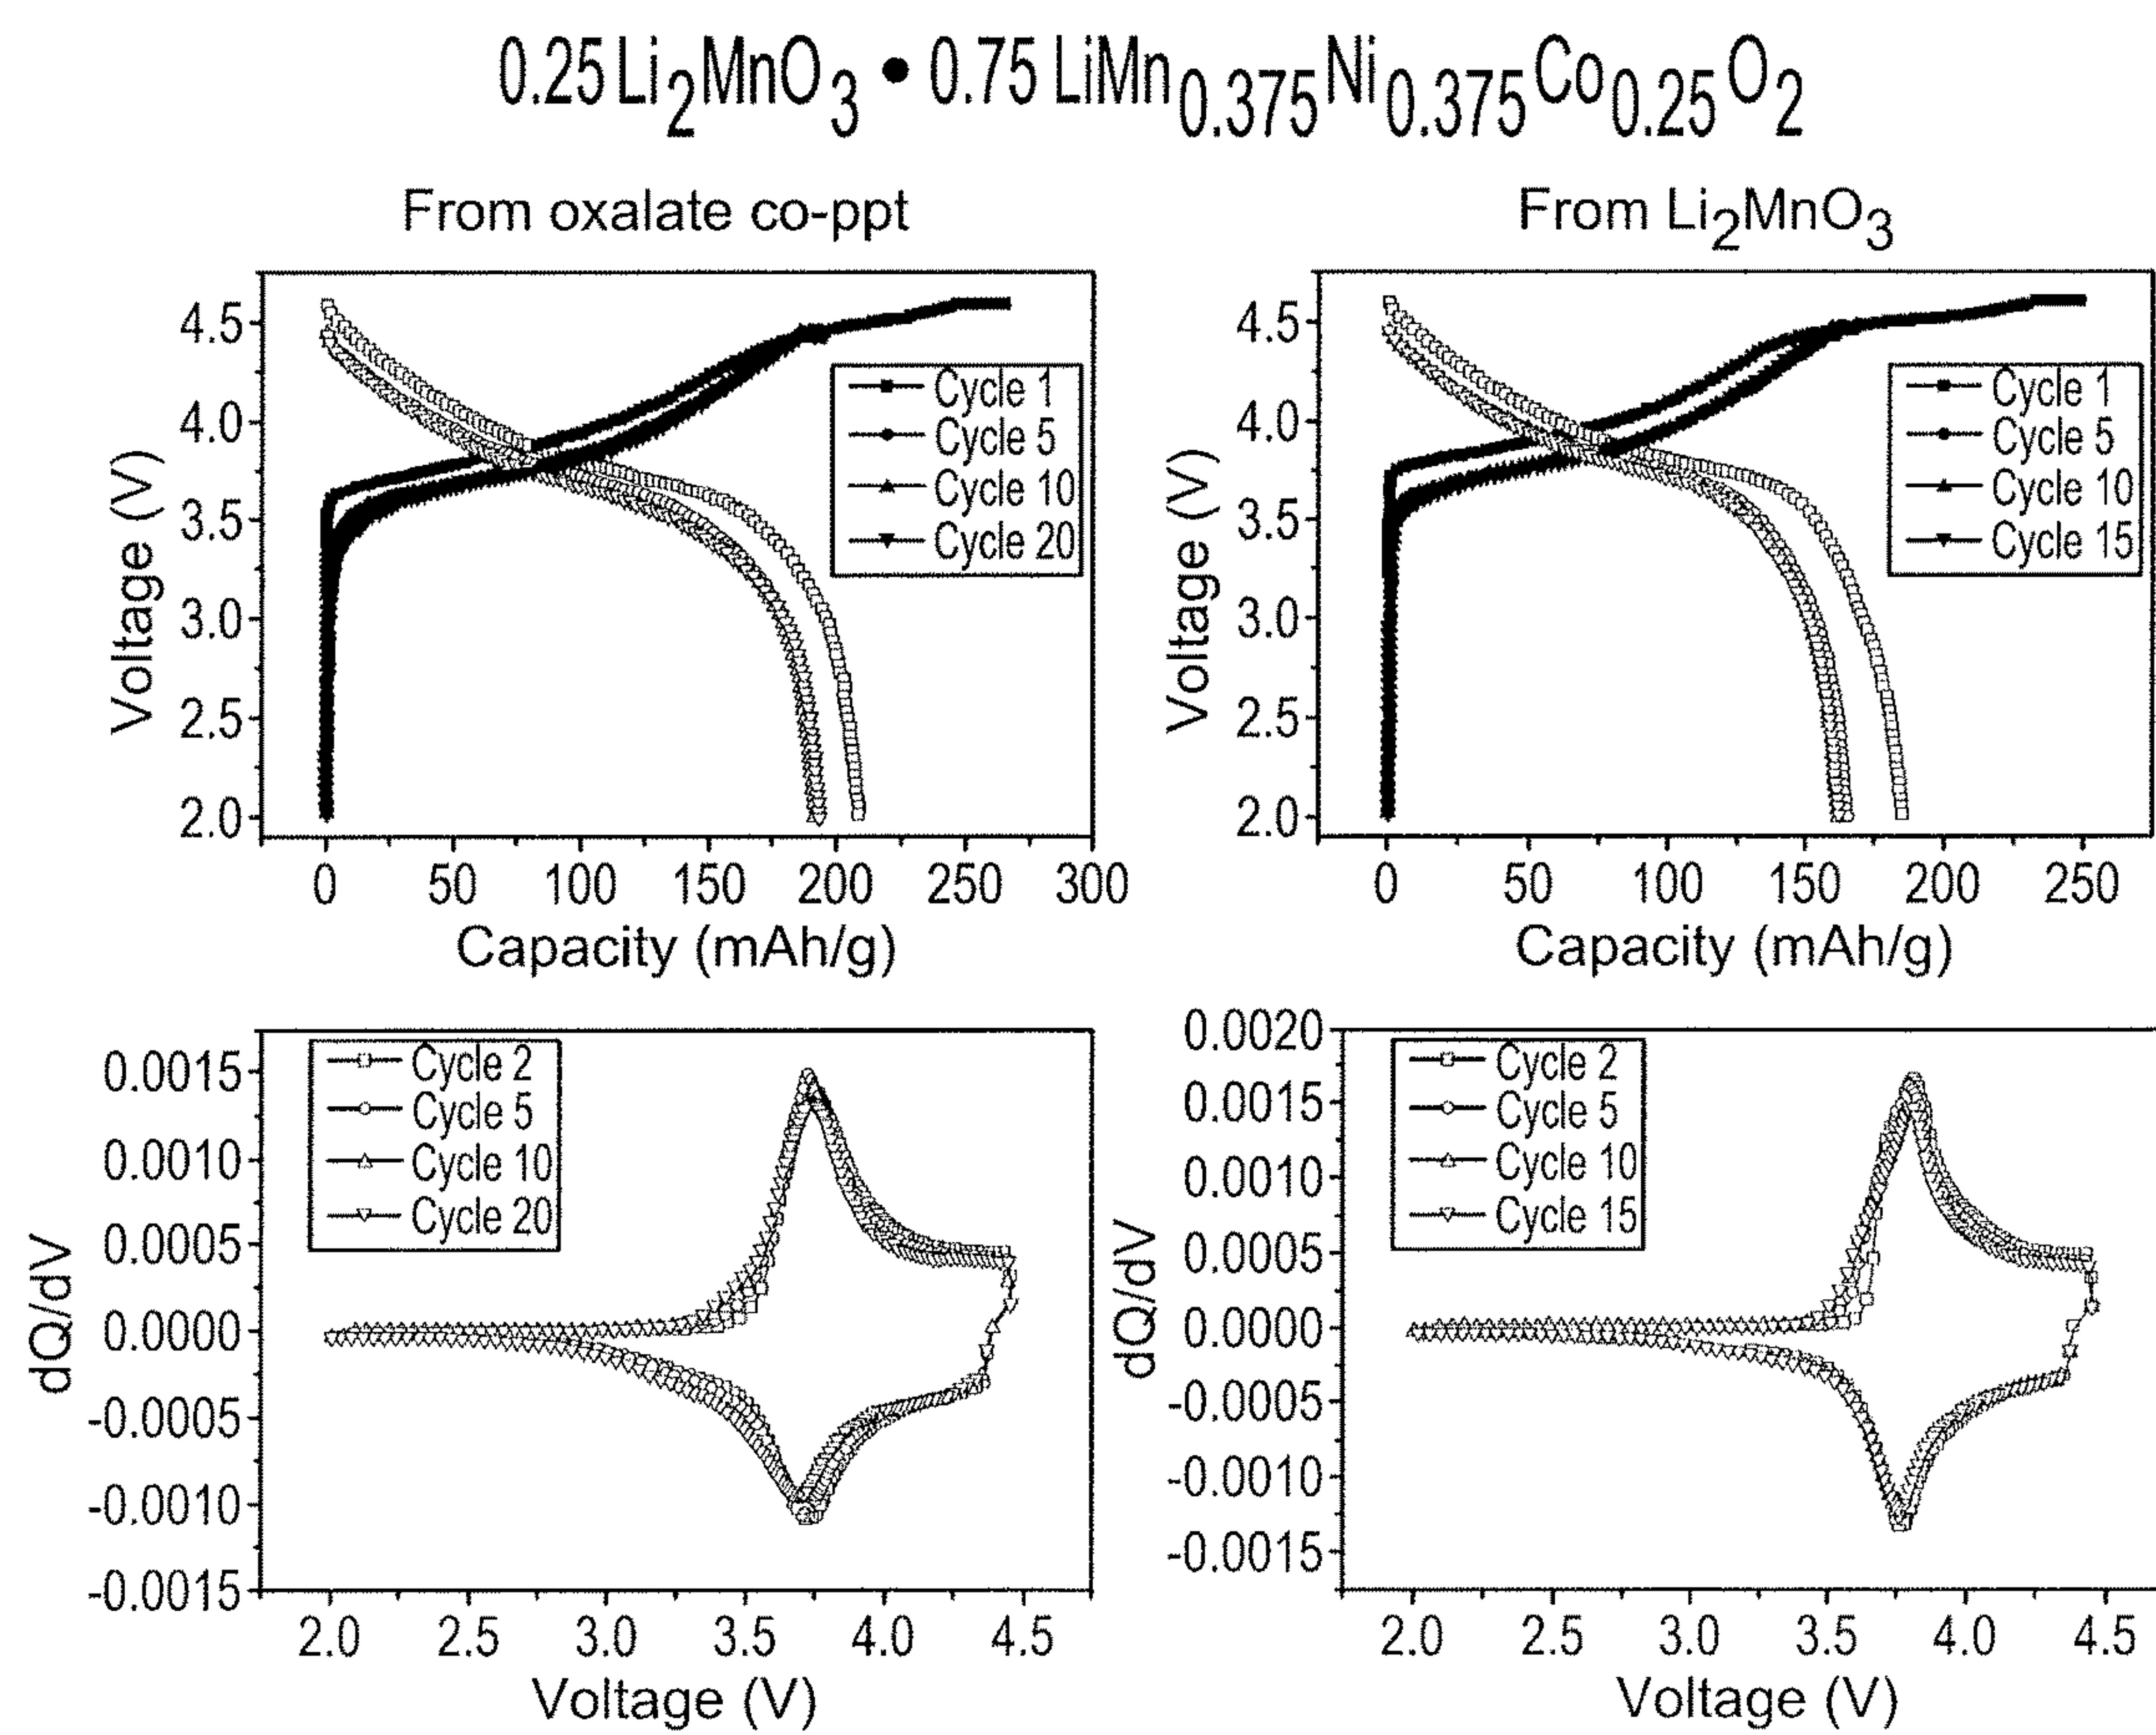 0.25 Li2MnO3 • 0.75 LiMn0.375Ni0.375Co0.25O2
From oxalate co-ppt
From Li2MnO3
Voltage (V)
4.5
4.0
3.5
3.0
2.5
2.0
Cycle 1
Cycle 5
Cycle 10
Cycle 20
0 50 100 150 200 250 300
Capacity (mAh/g)
Voltage (V)
4.5
4.0
3.5
3.0
2.5
2.0
Cycle 1
Cycle 5
Cycle 10
Cycle 15
0 50 100 150 200 250
Capacity (mAh/g)
dQ/dV
0.0015
0.0010
0.0005
0.0000
-0.0005
-0.0010
-0.0015
Cycle 2
Cycle 5
Cycle 10
Cycle 20
2.0 2.5 3.0 3.5 4.0 4.5
Voltage (V)
dQ/dV
0.0020
0.0015
0.0010
0.0005
0.0000
-0.0005
-0.0010
-0.0015
Cycle 2
Cycle 5
Cycle 10
Cycle 15
2.0 2.5 3.0 3.5 4.0 4.5
Voltage (V)